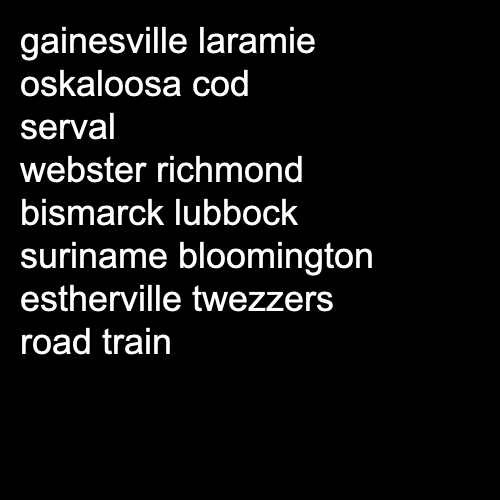 gainesville laramie
oskaloosa cod
serval
webster richmond
bismarck lubbock
suriname bloomington
estherville twezzers
road train